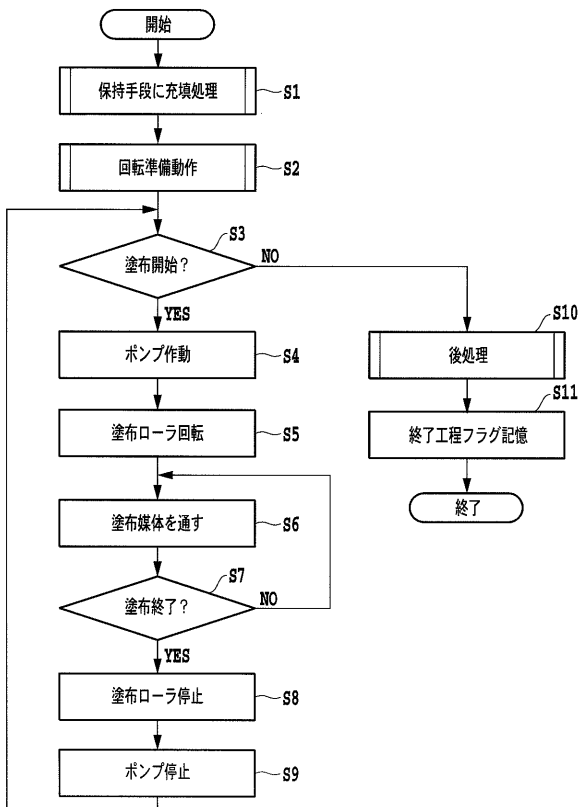 開始
保持手段に充填処理
S1
回転準備動作
S2
S3
塗布開始？
NO
YES
ポンプ作動
S4
塗布ローラ回転
S5
塗布媒体を通す
S6
S7
塗布終了？
NO
YES
塗布ローラ停止
S8
ポンプ停止
S9
S10
後処理
S11
終了工程フラグ記憶
終了